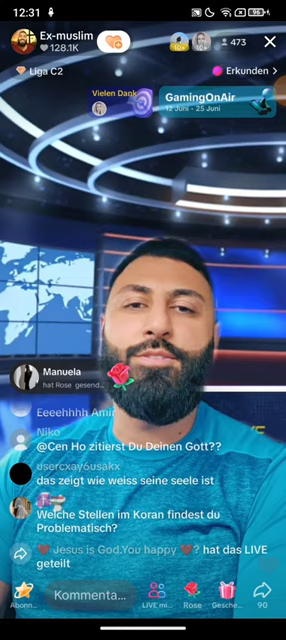 12:31
96
Ex-muslim
128.1K
10+
10+
473
Liga C2
Erkunden
Vielen Dank
GamingOnAir
12 Juni - 25 Juni
Manuela
hat Rose gesend...
Eeeehhhh Amir
Niko
@Cen Ho zitierst Du Deinen Gott??
usercxay6usakx
das zeigt wie weiss seine seele ist
Welche Stellen im Koran findest du
Problematisch?
Jesus is God.You happy ? hat das LIVE
geteilt
Abonn...
Kommenta...
LIVE mi...
Rose
Gesche...
90